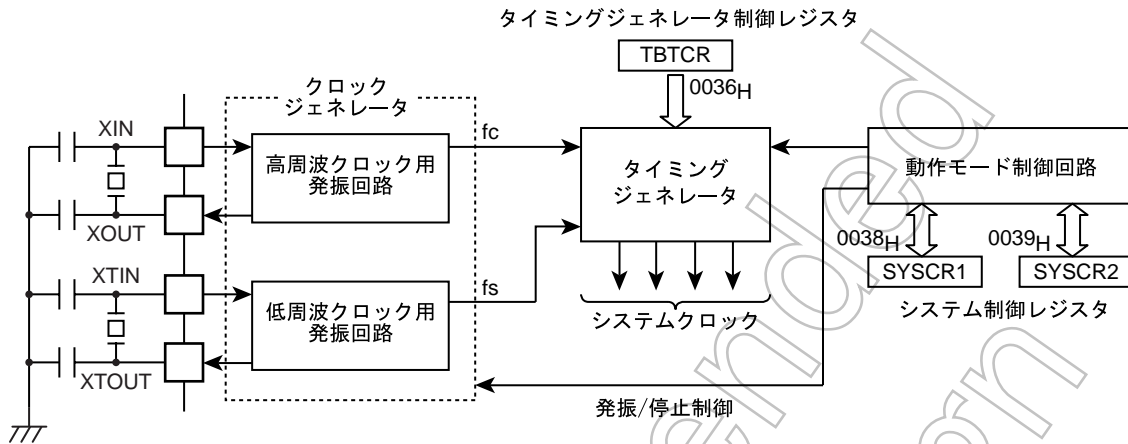 タイミングジェネレータ制御レジスタ
TBTCR
0036H
クロック
ジェネレータ
XIN
高周波クロック用
発振回路
fc
タイミング
ジェネレータ
動作モード制御回路
XOUT
0038H
0039H
XTIN
fs
SYSCR1
SYSCR2
低周波クロック用
発振回路
システムクロック
システム制御レジスタ
XTOUT
発振/停止制御
ended